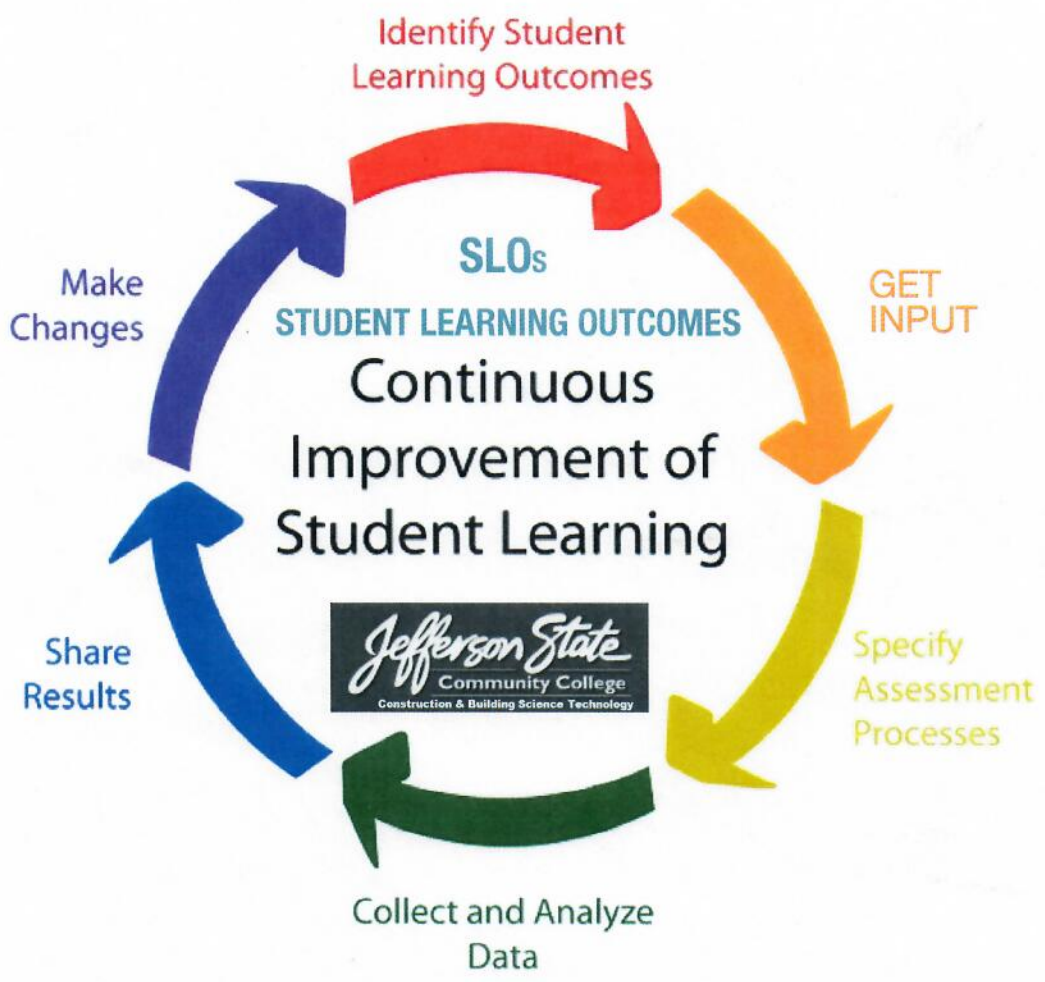 Identify Student
Learning Outcomes
SLOs
STUDENT LEARNING OUTCOMES
Continuous
Improvement of
Student Learning
Jefferson State
Community College
Construction & Building Science Technology
GET
INPUT
Specify
Assessment
Processes
Collect and Analyze
Data
Share
Results
Make
Changes